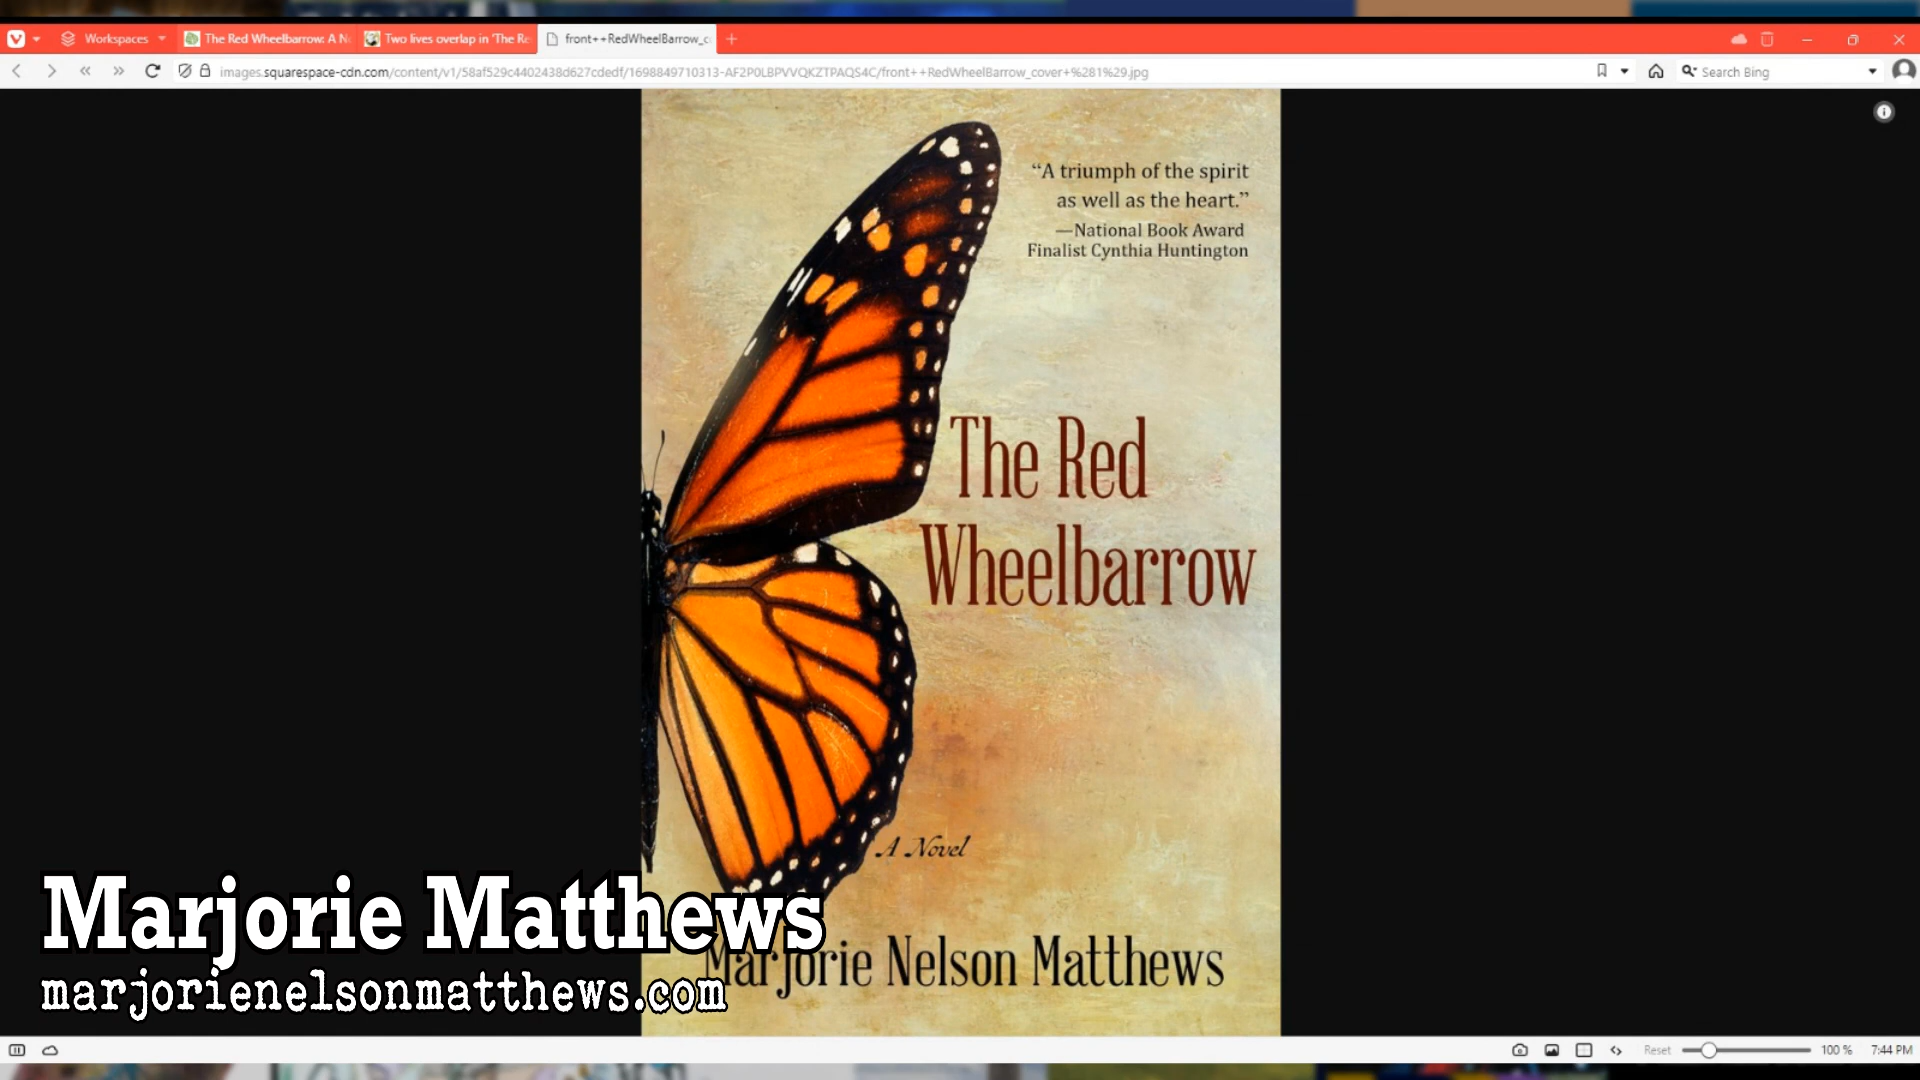 Workspaces
The Red Wheelbarrow: A N
Two lives overlap in 'The Re
front++RedWheelBarrow_c
images.squarespace-cdn.com/content/v1/58af529c4402438d627cdedf/1698849710313-AF2P0LBPVVQKZTPAQS4C/front++RedWheelBarrow_cover+%281%29.jpg
Search Bing
“A triumph of the spirit
as well as the heart.”
—National Book Award
Finalist Cynthia Huntington
The Red
Wheelbarrow
A Novel
Marjorie Nelson Matthews
Marjorie Matthews
marjorienelsonmatthews.com
Reset
100 %
7:44 PM